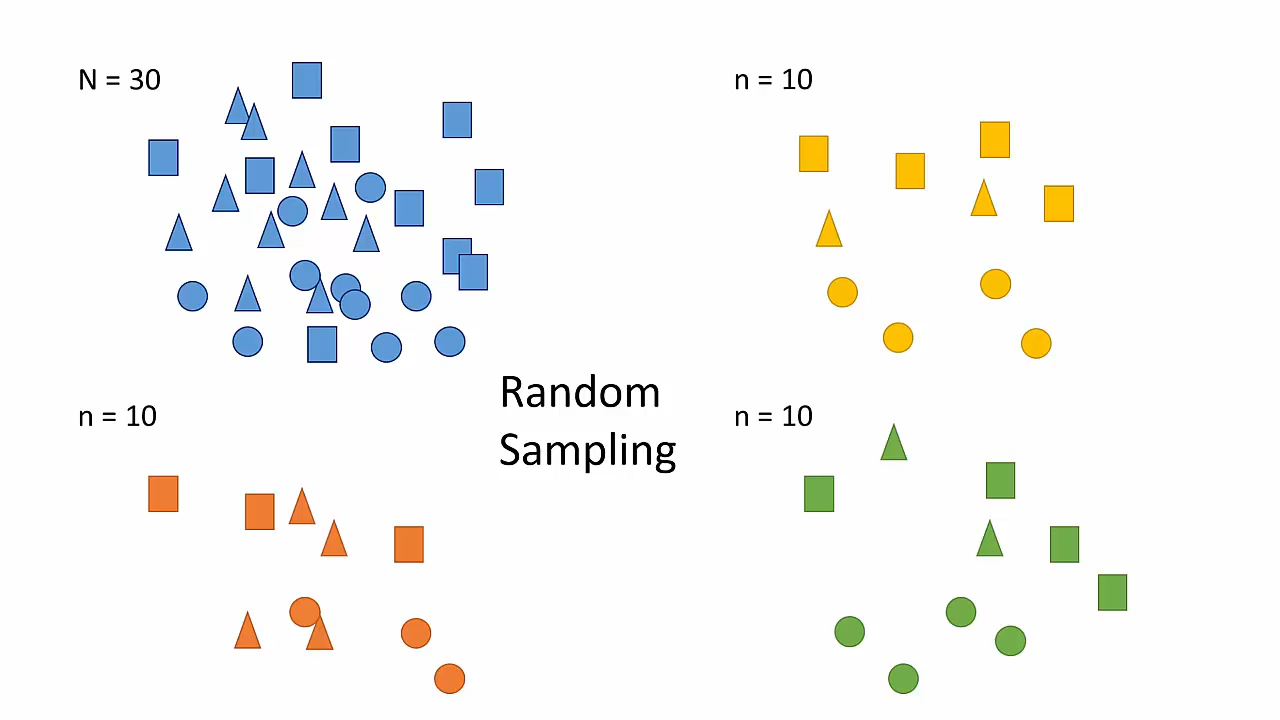 N = 30
n = 10
Random
Sampling
n = 10
n = 10